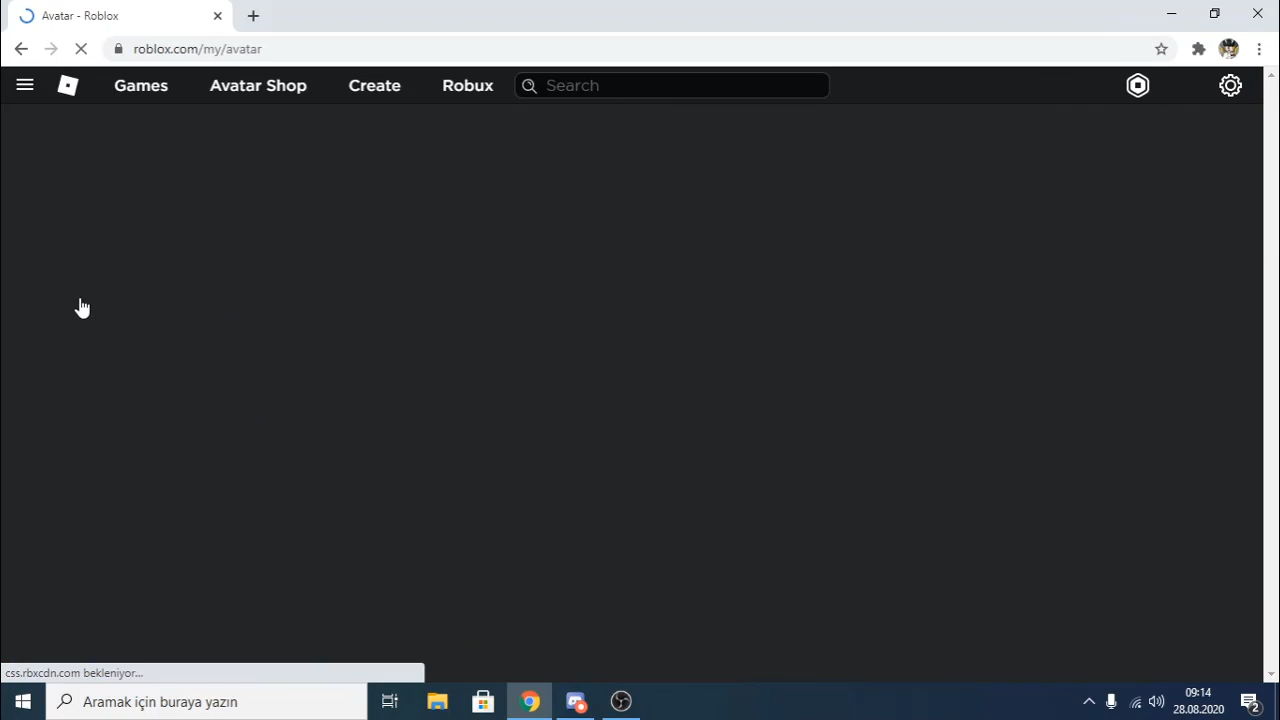 Avatar - Roblox
roblox.com/my/avatar
Games Avatar Shop Create Robux Search
css.rbxcdn.com bekleniyor...
Aramak için buraya yazın
09:14
28.08.2020
2